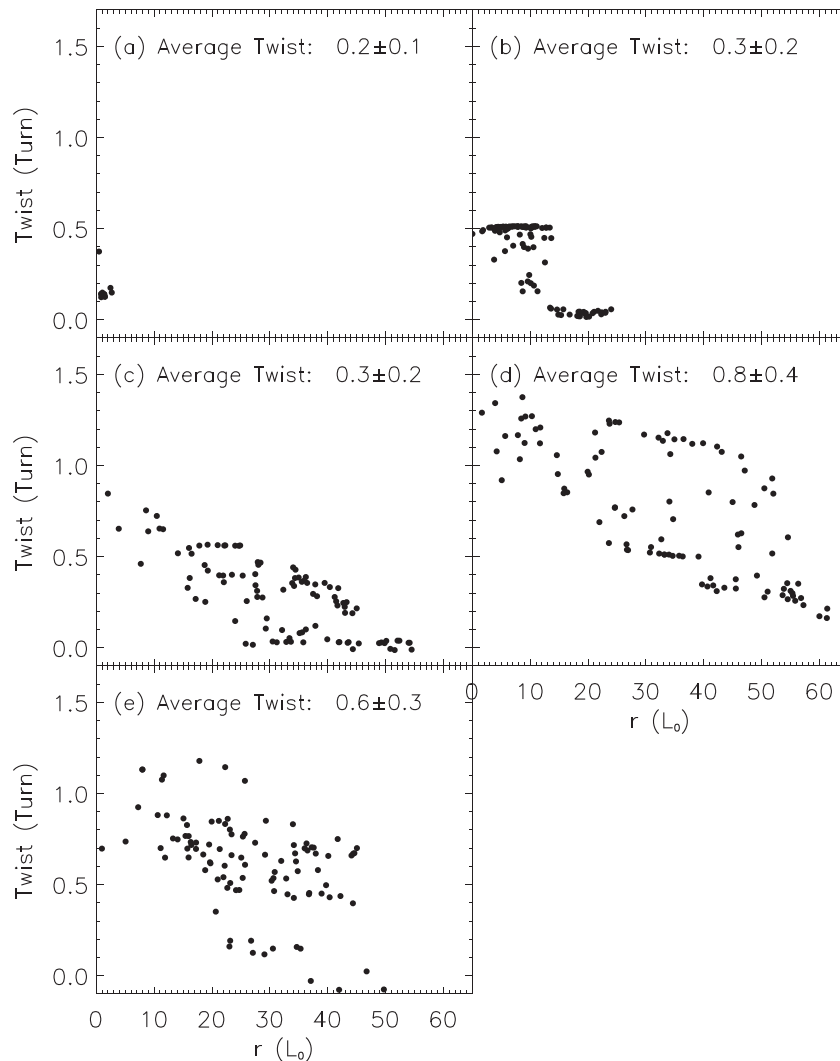 (a) Average Twist: 0.2±0.1
(b) Average Twist: 0.3±0.2
1.5
1.0
0.5
0.0
Twist (Turn)
(c) Average Twist: 0.3±0.2
(d) Average Twist: 0.8±0.4
1.5
1.0
0.5
0.0
Twist (Turn)
0 10 20 30 40 50 60
r (L₀)
(e) Average Twist: 0.6±0.3
1.5
1.0
0.5
0.0
Twist (Turn)
0 10 20 30 40 50 60
r (L₀)